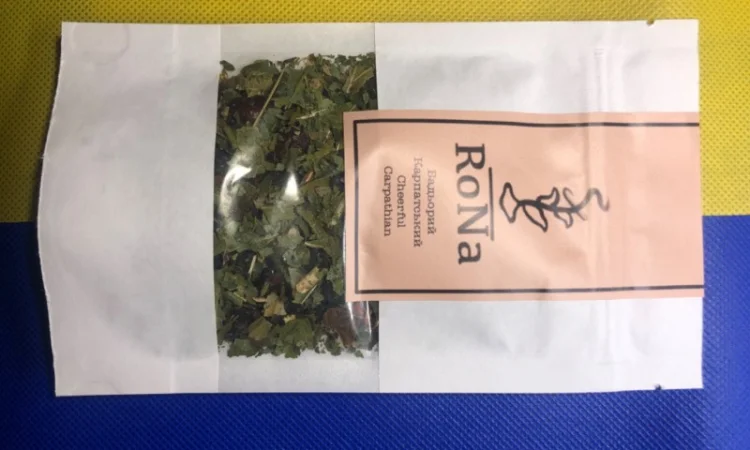 RoNa
Бадьорий
Карпатський
Cheerful
Carpathian